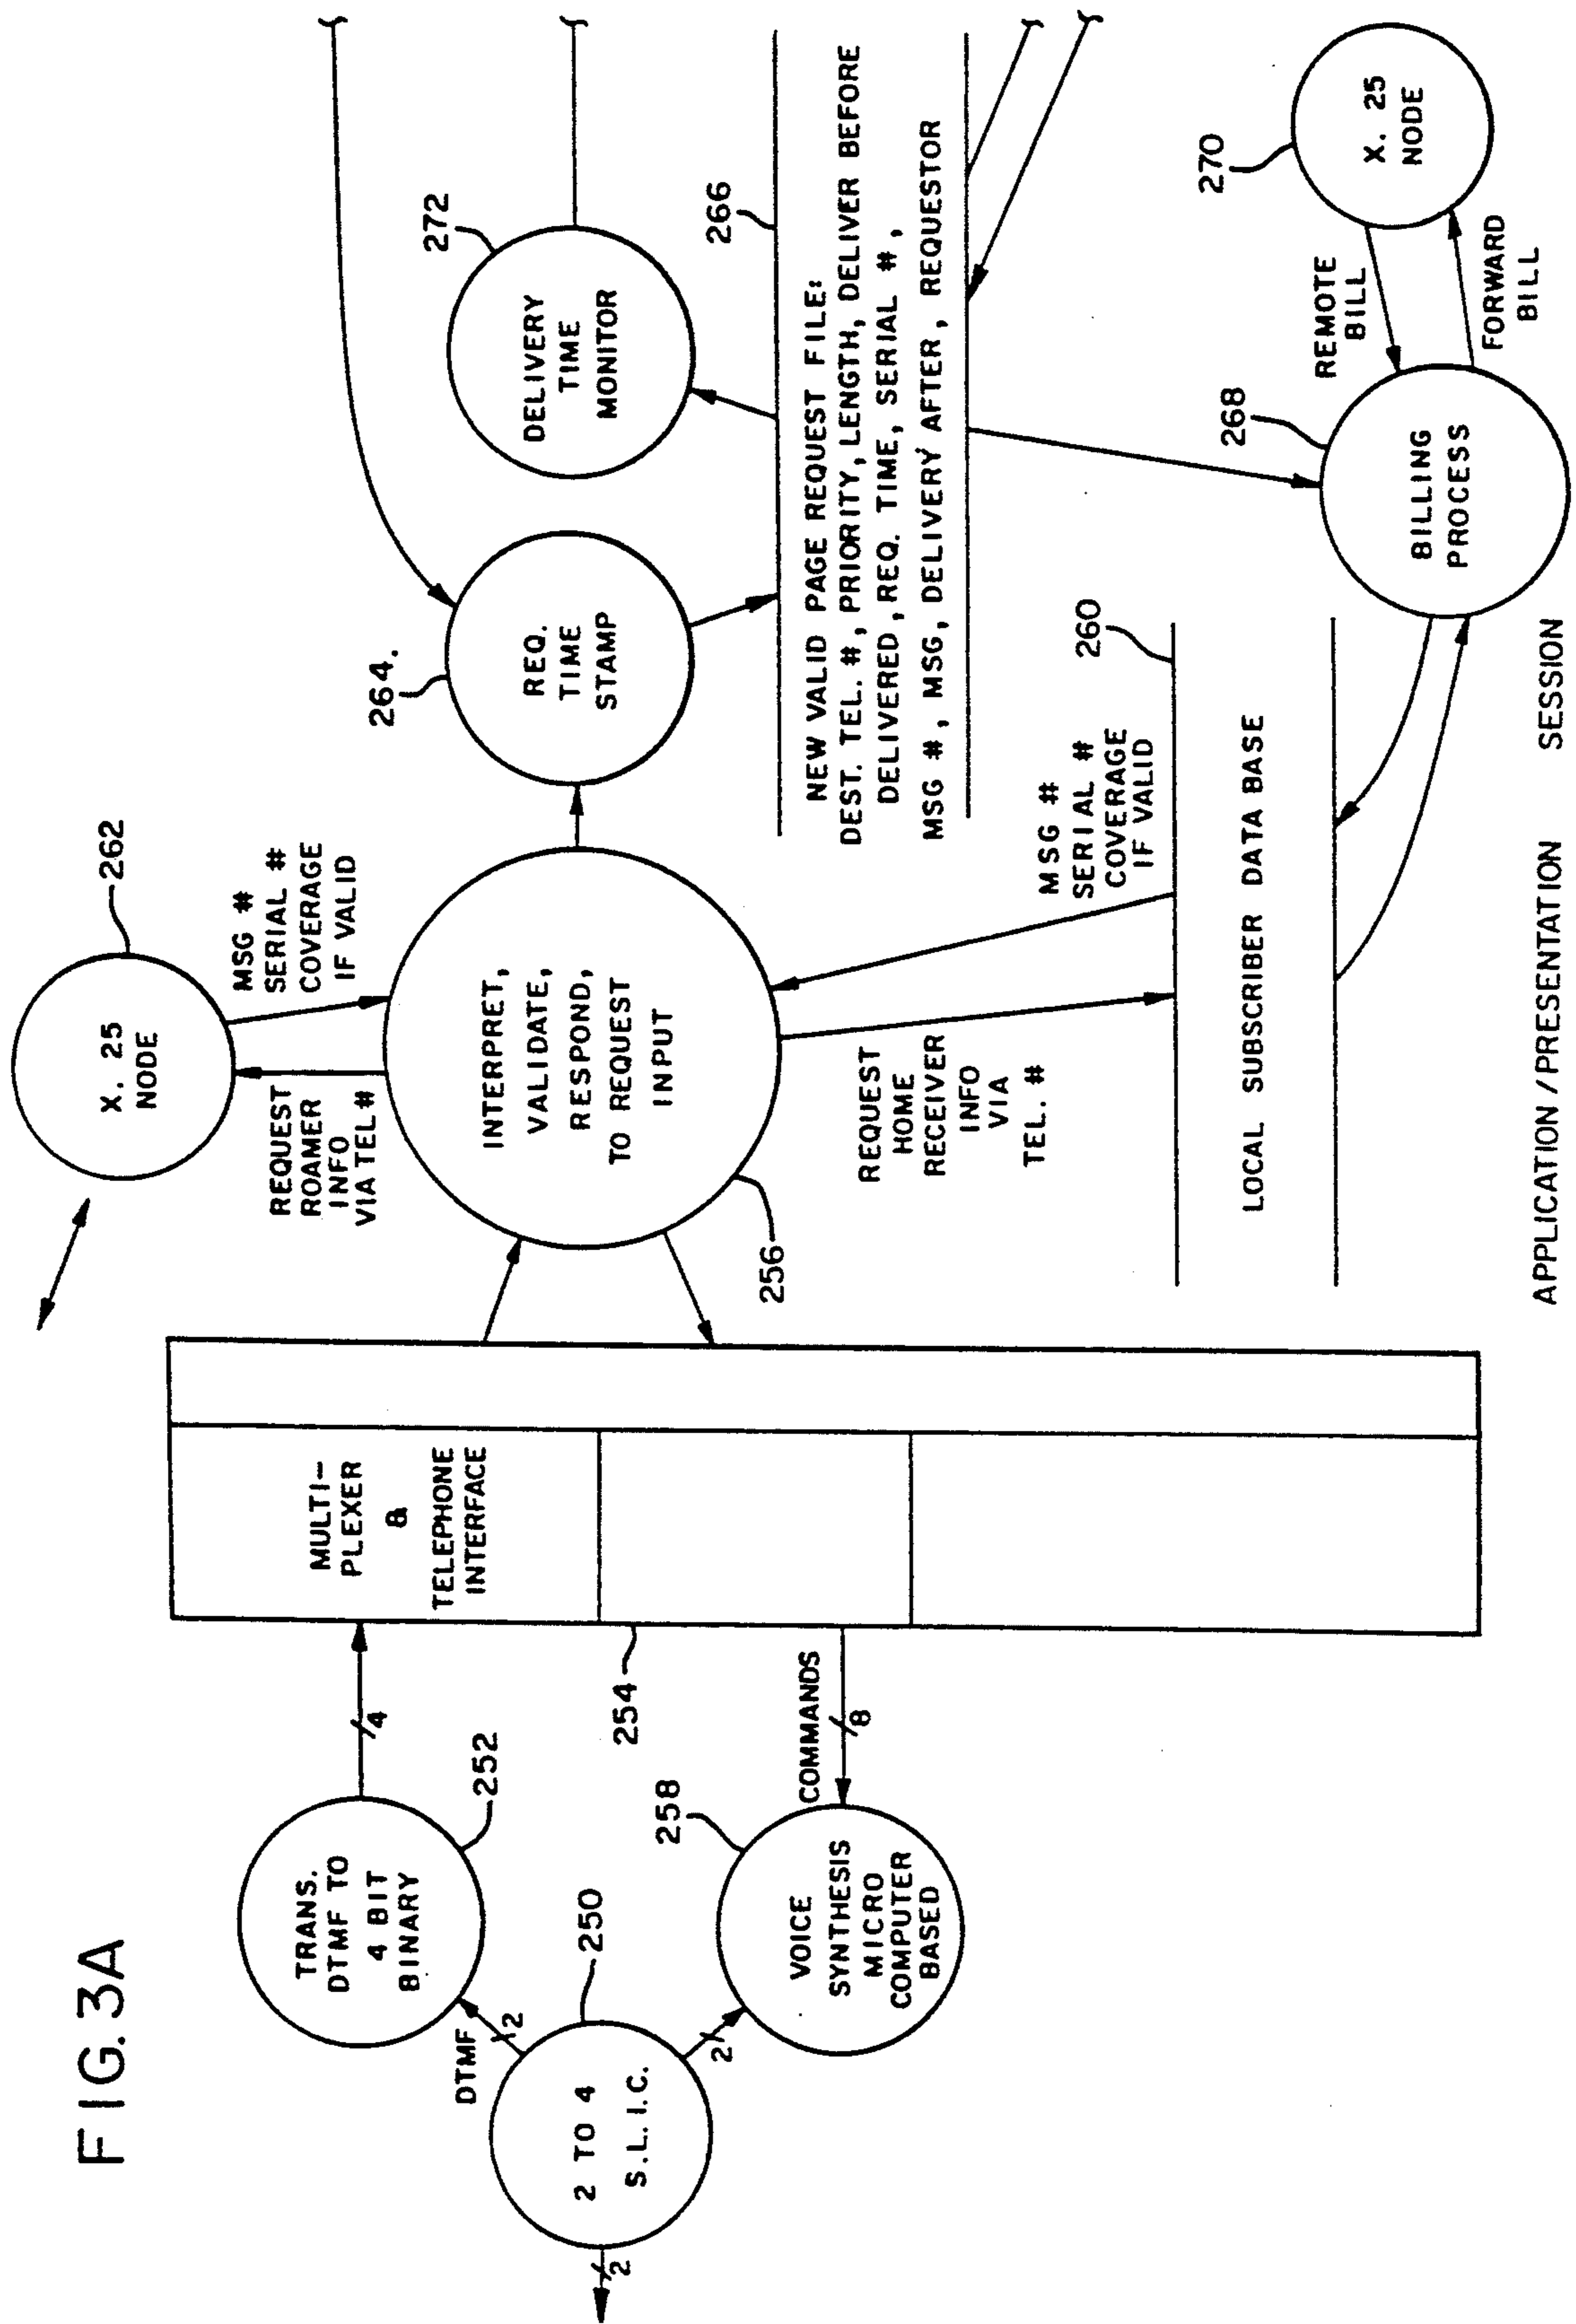 FIG. 3A
2 TO 4
S.L.I.C.
250
2
DTMF
2
2
TRANS.
DTMF TO
4 BIT
BINARY
252
4
VOICE
SYNTHESIS
MICRO
COMPUTER
BASED
258
COMMANDS
8
MULTI-
PLEXER
&
TELEPHONE
INTERFACE
254
X. 25
NODE
262
REQUEST
ROAMER
INFO
VIA TEL #
MSG #
SERIAL #
COVERAGE
IF VALID
INTERPRET,
VALIDATE,
RESPOND,
TO REQUEST
INPUT
256
REQUEST
HOME
RECEIVER
INFO
VIA
TEL. #
MSG #
SERIAL #
COVERAGE
IF VALID
260
LOCAL SUBSCRIBER DATA BASE
264.
REQ.
TIME
STAMP
272
DELIVERY
TIME
MONITOR
266
NEW VALID PAGE REQUEST FILE:
DEST. TEL. #, PRIORITY, LENGTH, DELIVER BEFORE
DELIVERED, REQ. TIME, SERIAL #,
MSG #, MSG, DELIVERY AFTER, REQUESTOR
268
BILLING
PROCESS
REMOTE
BILL
FORWARD
BILL
270
X. 25
NODE
APPLICATION / PRESENTATION SESSION